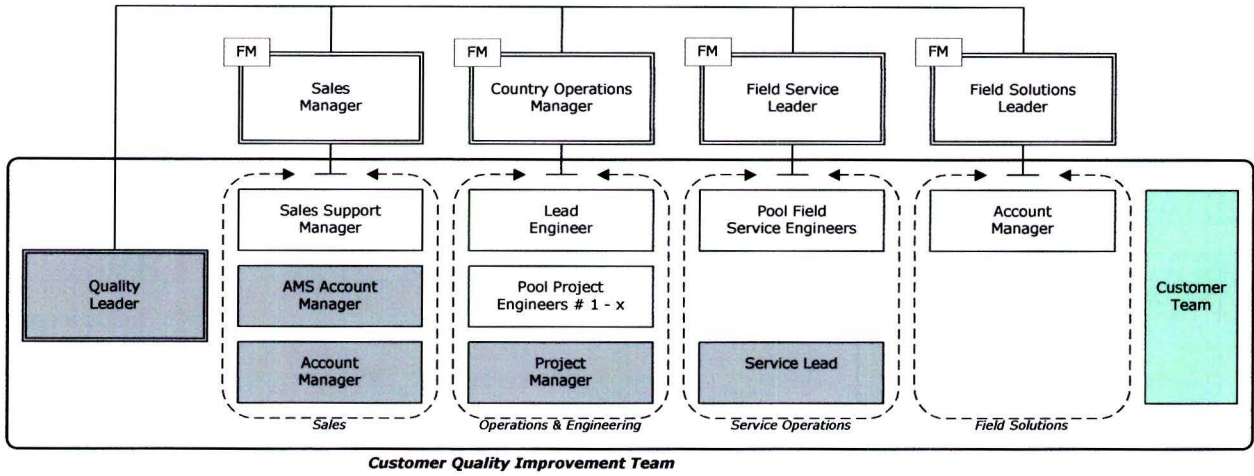 FM
Sales
Manager
FM
Country Operations
Manager
FM
Field Service
Leader
FM
Field Solutions
Leader
Quality
Leader
Sales Support
Manager
AMS Account
Manager
Account
Manager
Sales
Lead
Engineer
Pool Project
Engineers # 1 - x
Project
Manager
Operations & Engineering
Pool Field
Service Engineers
Service Lead
Service Operations
Account
Manager
Field Solutions
Customer
Team
Customer Quality Improvement Team